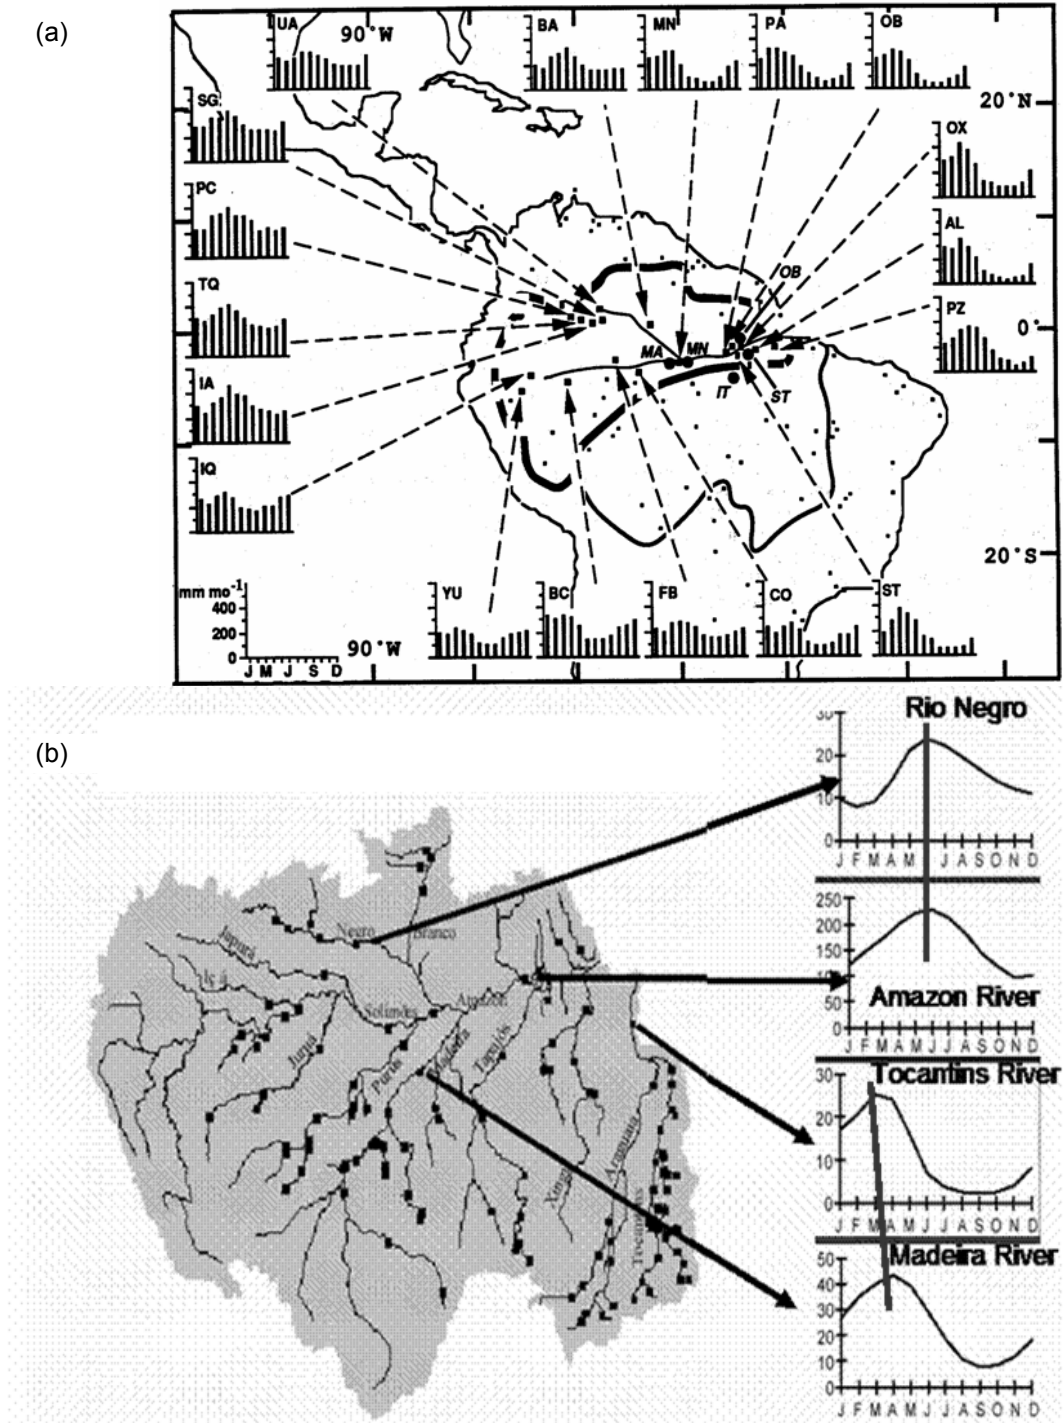 (a)
UA
90°W
BA
MN
PA
OB
20°N
SG
OX
PC
AL
TQ
OB
PZ
0°
MA
MN
IA
IT
ST
IQ
20°S
mm mo-1
400
200
0
J M J S D
90°W
YU
BC
FB
CO
ST
(b)
Rio Negro
30
20
10
0
J F M A M J J A S O N D
250
200
150
100
50
0
Amazon River
J F M A M J J A S O N D
Tocantins River
30
20
10
0
J F M A M J J A S O N D
Madeira River
50
40
30
20
10
0
J F M A M J J A S O N D
Negro
Branco
Japurá
Iç á
Solimões
Amazon
Juruá
Purús
Madeira
Tapajós
Xingu
Araguaia
Tocantins